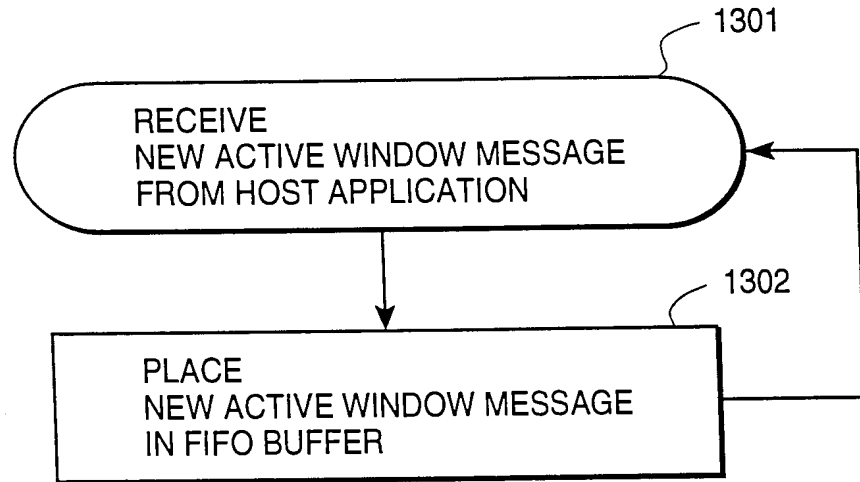 1301
RECEIVE
NEW ACTIVE WINDOW MESSAGE
FROM HOST APPLICATION
1302
PLACE
NEW ACTIVE WINDOW MESSAGE
IN FIFO BUFFER